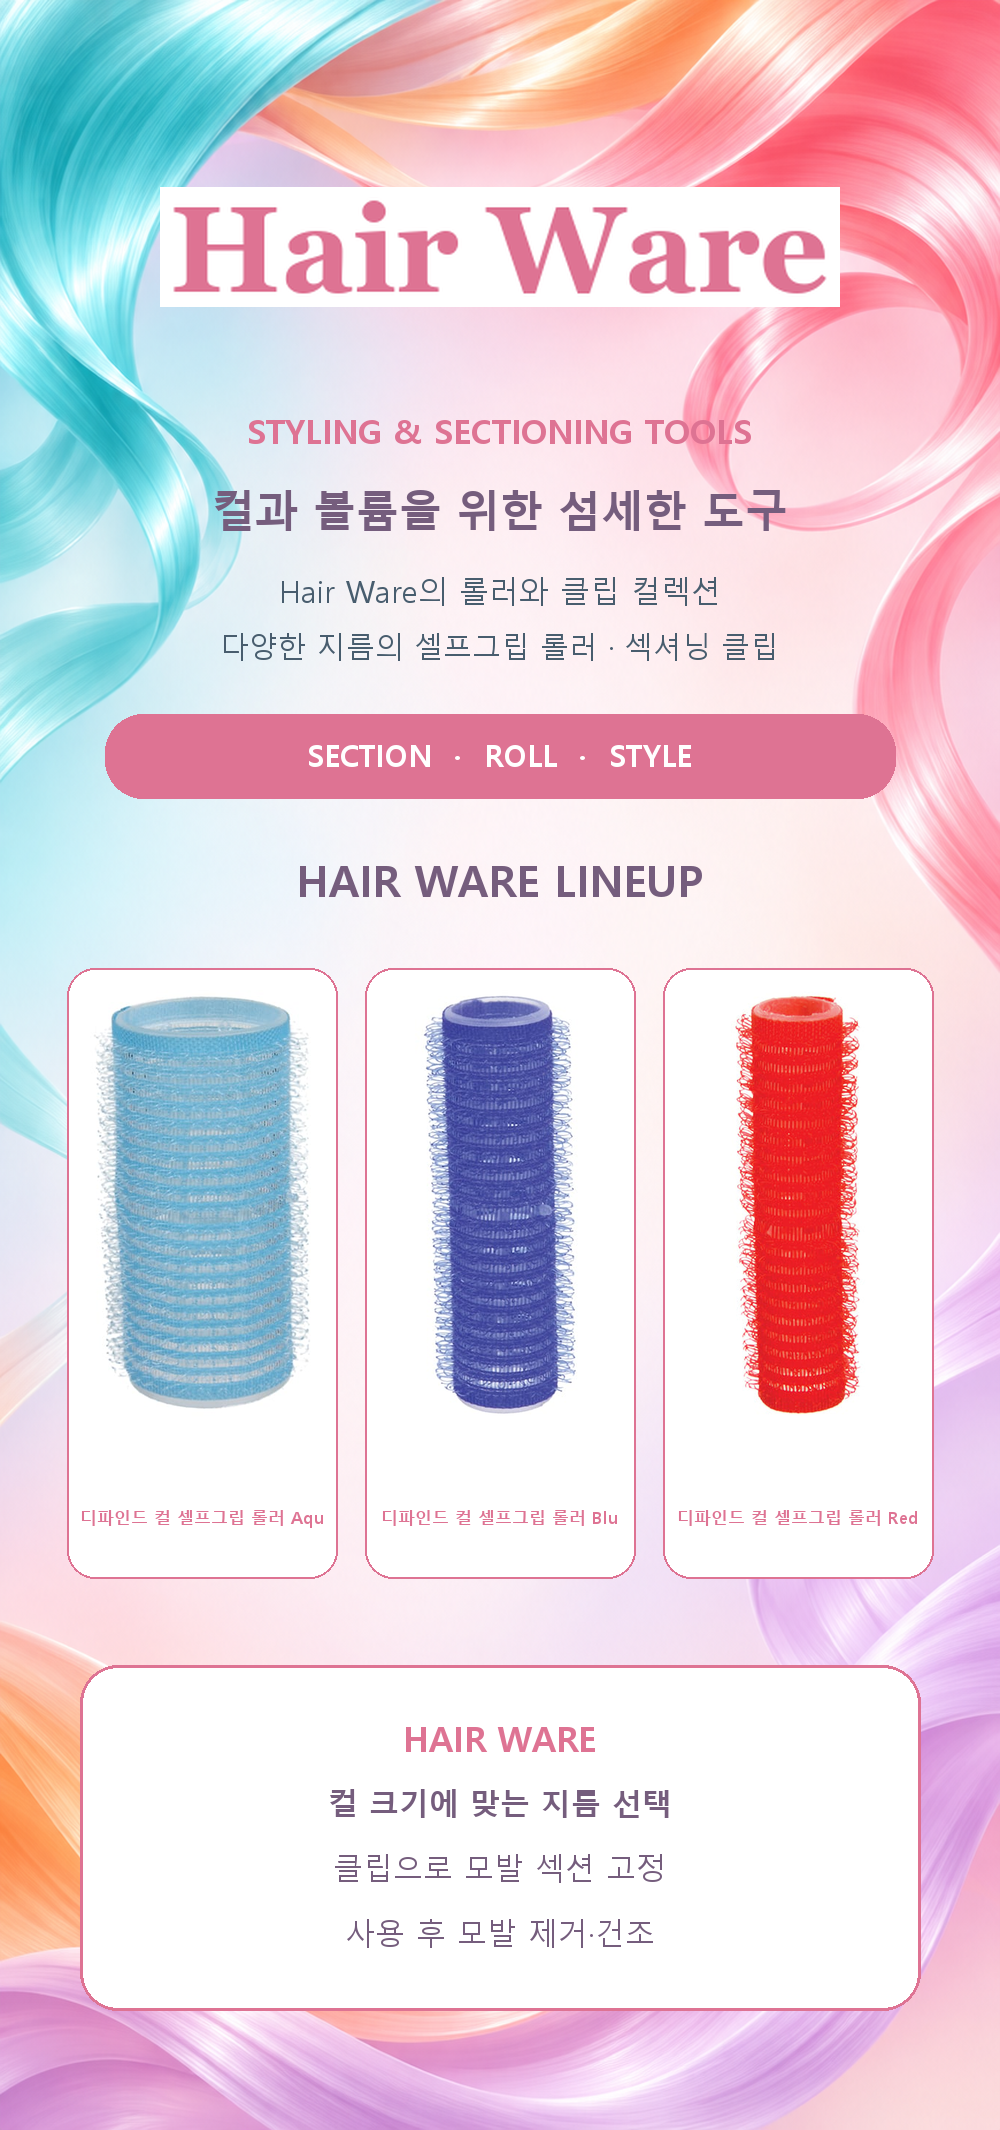 Hair Ware
STYLING & SECTIONING TOOLS
컬과 볼륨을 위한 섬세한 도구
Hair Ware의 롤러와 클립 컬렉션
다양한 지름의 셀프그립 롤러 · 섹셔닝 클립
SECTION · ROLL · STYLE
HAIR WARE LINEUP
디파인드 컬 셀프그립 롤러 Aqu
디파인드 컬 셀프그립 롤러 Blu
디파인드 컬 셀프그립 롤러 Red
HAIR WARE
컬 크기에 맞는 지름 선택
클립으로 모발 섹션 고정
사용 후 모발 제거·건조